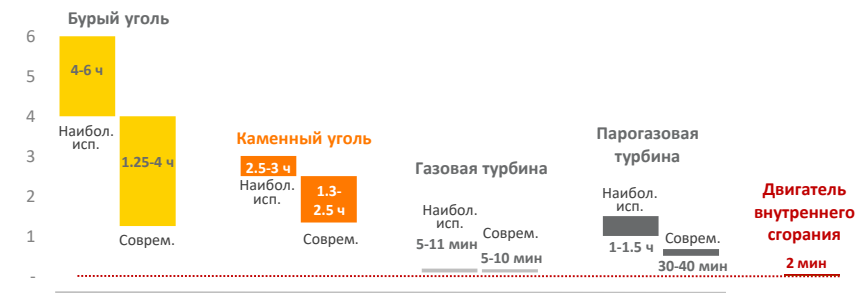 Бурый уголь
6
5
4
3
2
1
-
4-6 ч
Наибол.
исп.
1.25-4 ч
Соврем.
Каменный уголь
2.5-3 ч
Наибол.
исп.
1.3-
2.5 ч
Соврем.
Газовая турбина
Наибол.
исп.
5-11 мин
Соврем.
5-10 мин
Парогазовая
турбина
Наибол.
исп.
1-1.5 ч
Соврем.
30-40 мин
Двигатель
внутреннего
сгорания
2 мин